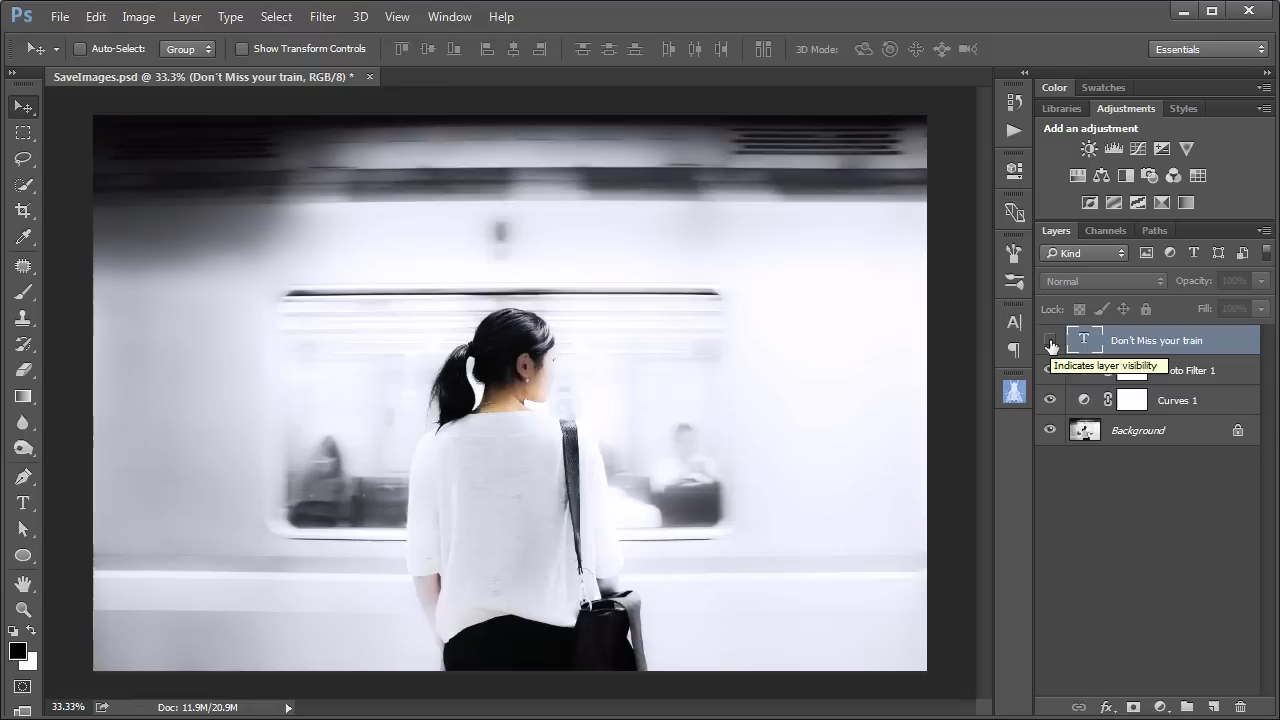 Ps File Edit Image Layer Type Select Filter 3D View Window Help
Auto-Select: Group Show Transform Controls 3D Mode: Essentials
SaveImages.psd @ 33.3% (Don't Miss your train, RGB/8) *
Color Swatches
Libraries Adjustments Styles
Add an adjustment
Layers Channels Paths
Kind
Normal Opacity: 100%
Lock: Fill: 100%
Don't Miss your train
Indicates layer visibility
oto Filter 1
Curves 1
Background
33.33% Doc: 11.9M/20.9M